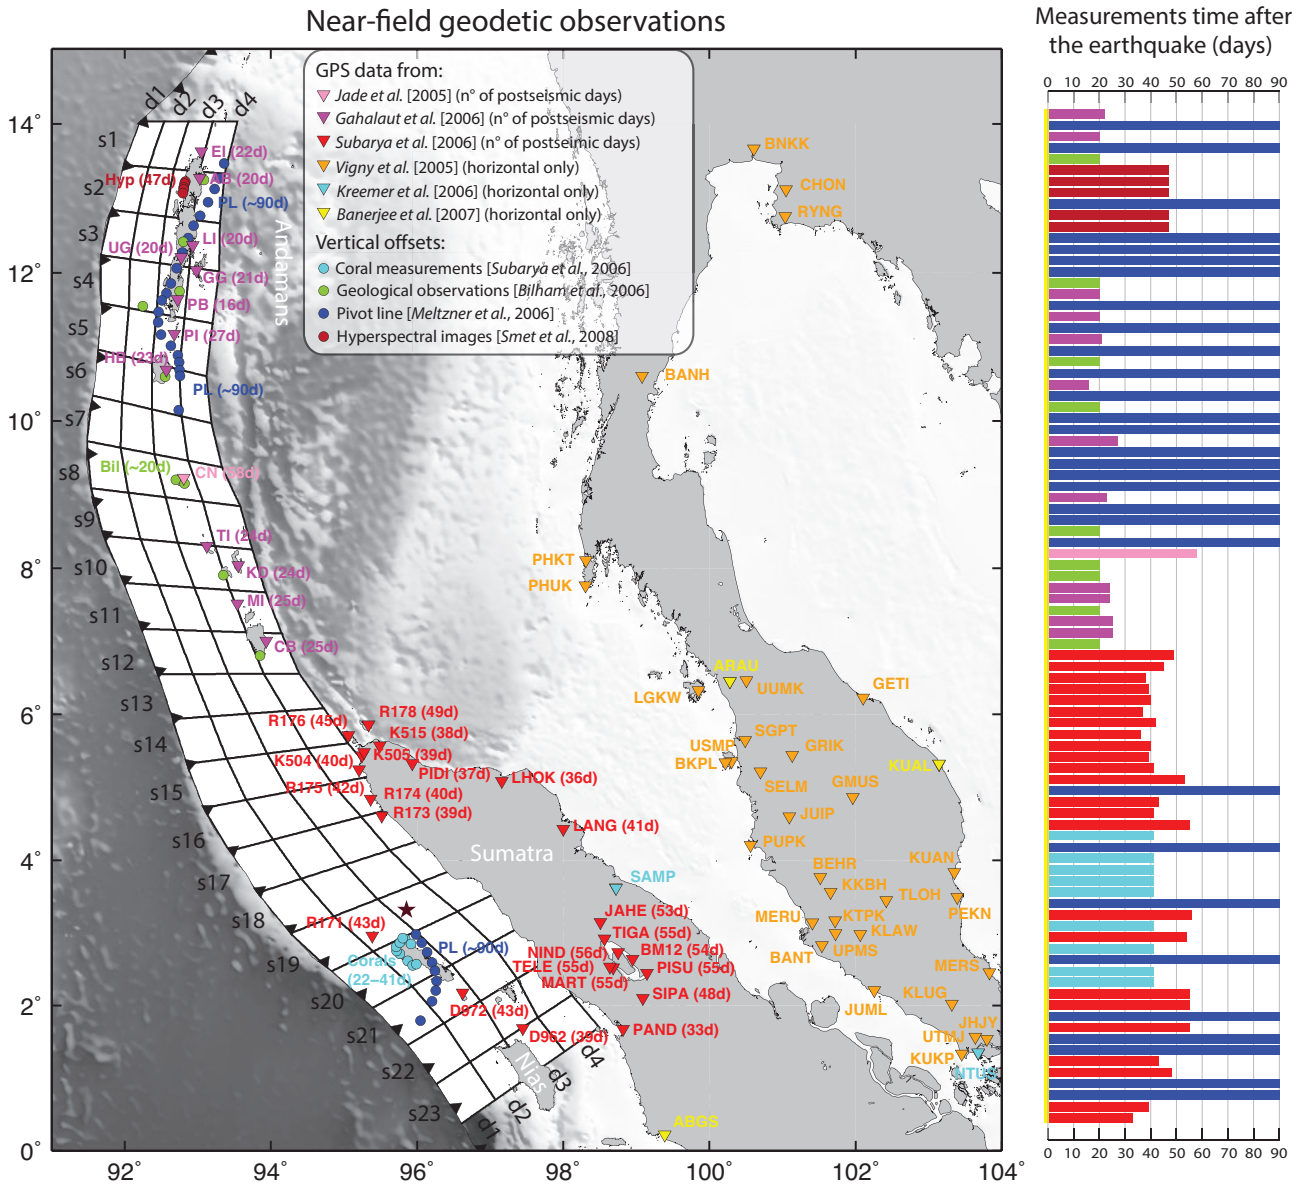 Near-field geodetic observations
Measurements time after
the earthquake (days)
GPS data from:
Jade et al. [2005] (n° of postseismic days)
Gahalaut et al. [2006] (n° of postseismic days)
Subarya et al. [2006] (n° of postseimic days)
Vigny et al. [2005] (horizontal only)
Kreemer et al. [2006] (horizontal only)
Banerjee et al. [2007] (horizontal only)
Vertical offsets:
Coral measurements [Subarya et al., 2006]
Geological observations [Bilham et al., 2006]
Pivot line [Meltzner et al., 2006]
Hyperspectral images [Smet et al., 2008]
0 10 20 30 40 50 60 70 80 90
d1 d2 d3 d4
14°
12°
10°
8°
6°
4°
2°
0°
s1
s2
s3
s4
s5
s6
s7
s8
s9
s10
s11
s12
s13
s14
s15
s16
s17
s18
s19
s20
s21
s22
s23
EI (22d)
Hyp (47d)
AB (20d)
PL (~90d)
LI (20d)
UG (20d)
GG (21d)
PB (16d)
PI (27d)
HB (23d)
PL (~90d)
Andamans
Bil (~20d)
CN (58d)
TI (24d)
KD (24d)
MI (25d)
CB (25d)
BNKK
CHON
RYNG
BANH
PHKT
PHUK
ARAU
UUMK
LGKW
GETI
R178 (49d)
R176 (45d)
K515 (38d)
K505 (39d)
K504 (40d)
PIDI (37d)
LHOK (36d)
R175 (42d)
R174 (40d)
R173 (39d)
LANG (41d)
SGPT
USMP
GRIK
BKPL
KUAL
SELM
GMUS
JUIP
PUPK
Sumatra
SAMP
BEHR
KUAN
KKBH
TLOH
JAHE (53d)
MERU
KTPK
PEKN
R171 (43d)
TIGA (55d)
KLAW
PL (~90d)
NIND (56d)
BM12 (54d)
BANT
UPMS
Corals
(22–41d)
TELE (55d)
PISU (55d)
MERS
MART (55d)
SIPA (48d)
KLUG
D972 (43d)
JUML
D962 (39d)
PAND (33d)
JHJY
UTMJ
KUKP
NTUS
Nias
ABGS
d4
d3
d2
d1
92 94 96 98 100 102 104°
0 10 20 30 40 50 60 70 80 90